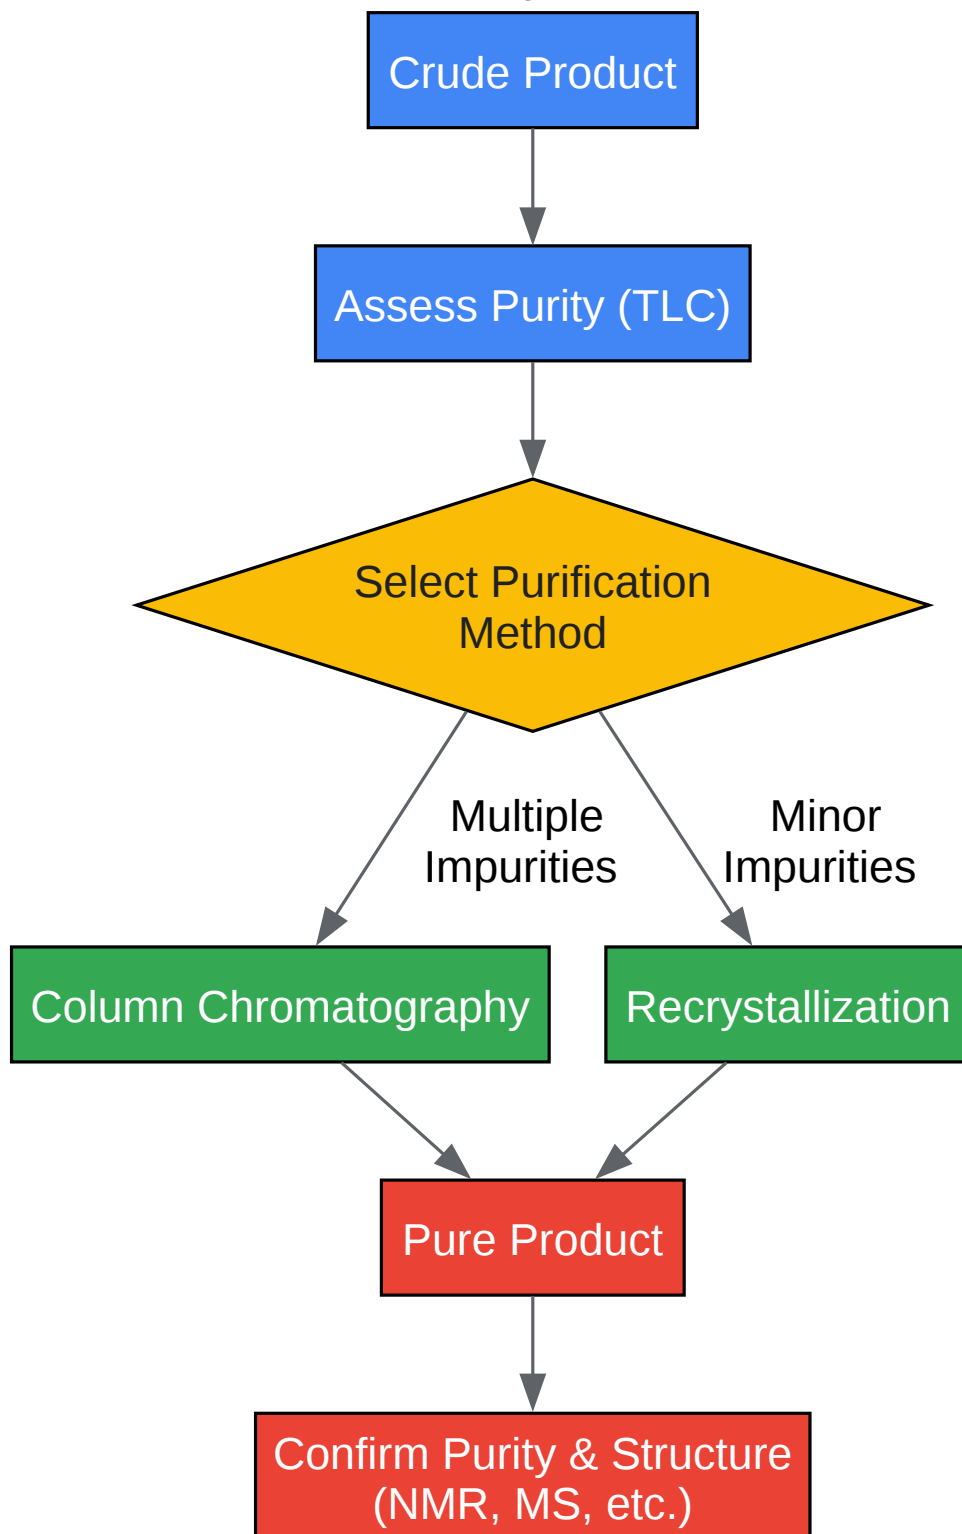 Crude Product
Assess Purity (TLC)
Select Purification
Method
Multiple
Impurities
Minor
Impurities
Column Chromatography
Recrystallization
Pure Product
Confirm Purity & Structure
(NMR, MS, etc.)